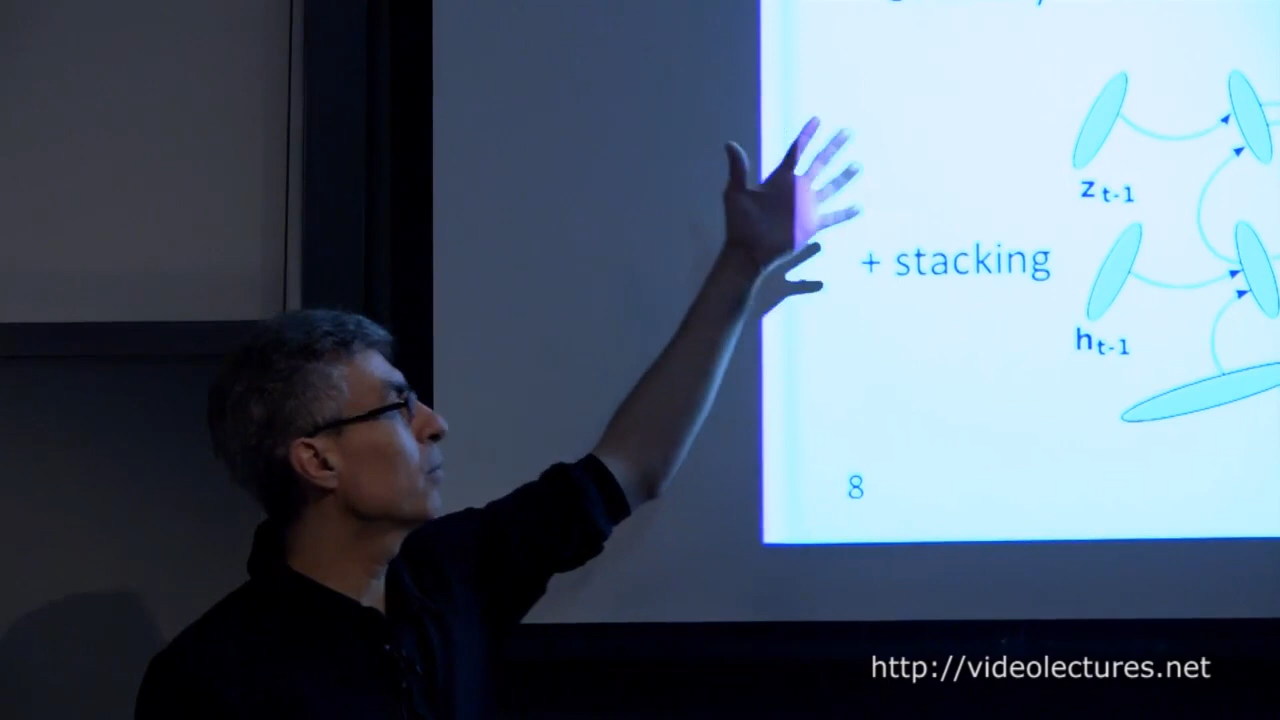 z t-1
+ stacking
h t-1
8
http://videolectures.net